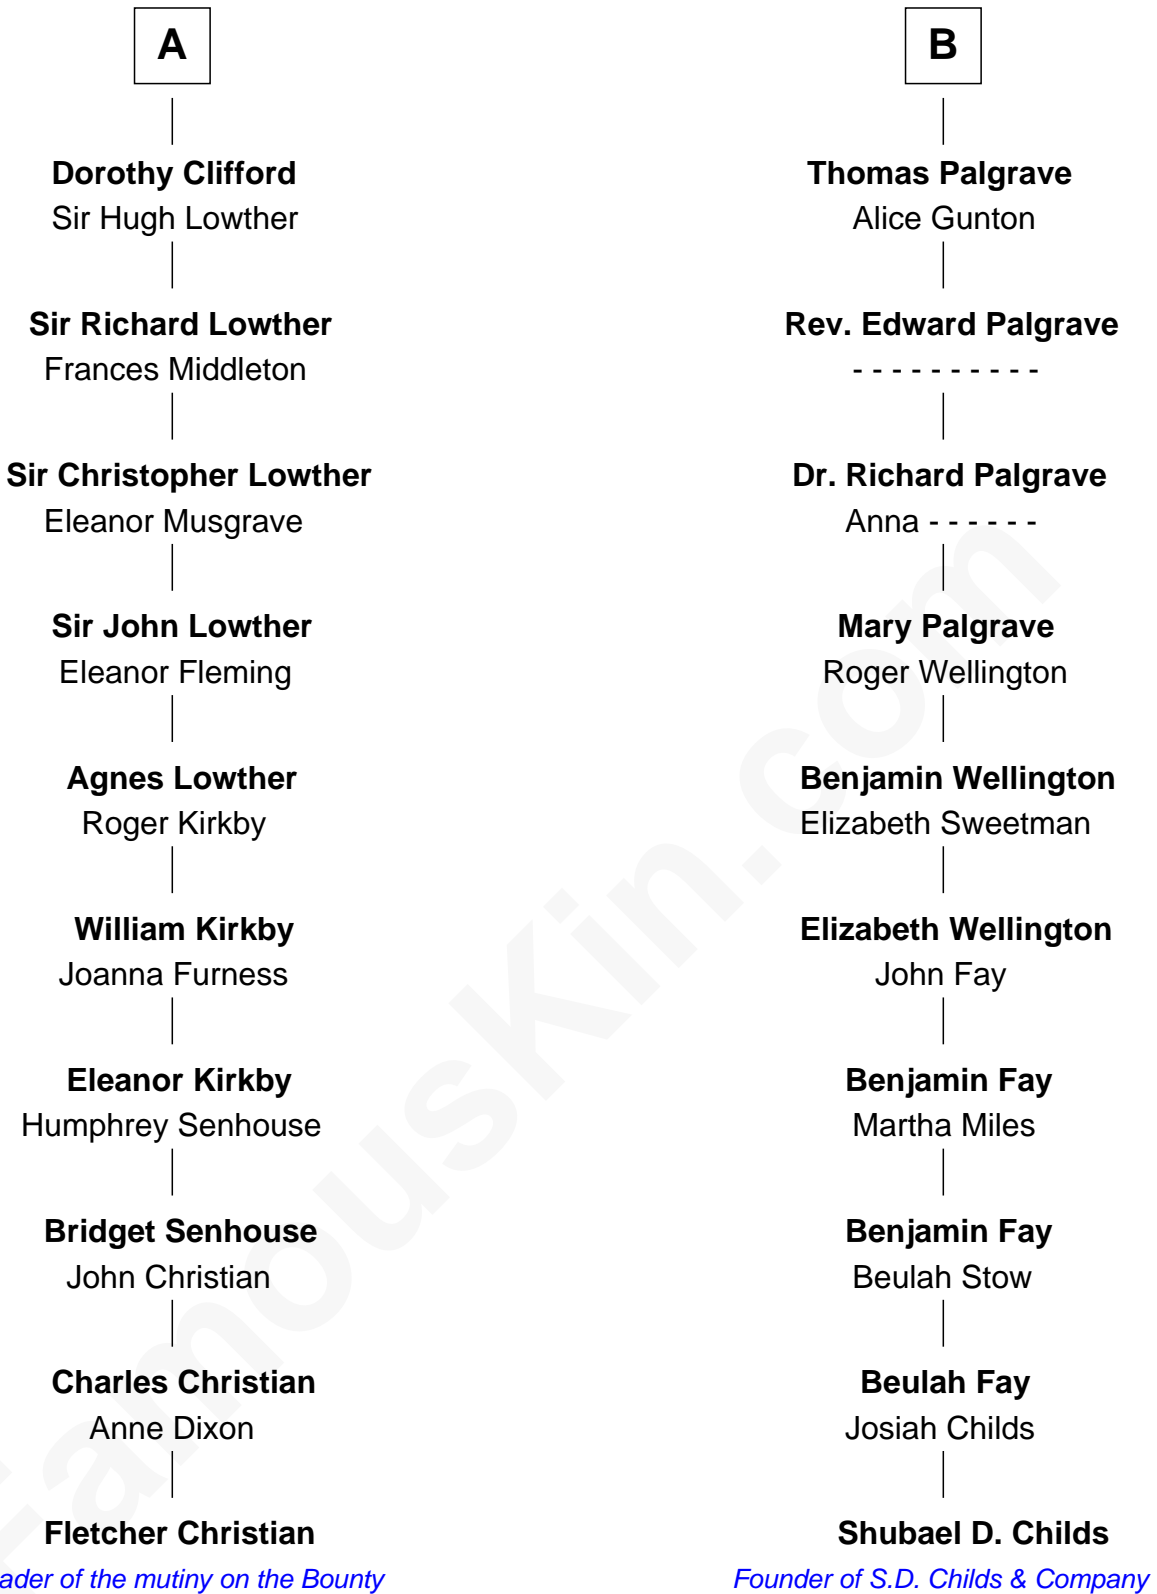 A
Dorothy Clifford
Sir Hugh Lowther
Sir Richard Lowther
Frances Middleton
Sir Christopher Lowther
Eleanor Musgrave
Sir John Lowther
Eleanor Fleming
Agnes Lowther
Roger Kirkby
William Kirkby
Joanna Furness
Eleanor Kirkby
Humphrey Senhouse
Bridget Senhouse
John Christian
Charles Christian
Anne Dixon
Fletcher Christian
ader of the mutiny on the Bounty
B
Thomas Palgrave
Alice Gunton
Rev. Edward Palgrave
- - - - - - - - - -
Dr. Richard Palgrave
Anna - - - - - -
Mary Palgrave
Roger Wellington
Benjamin Wellington
Elizabeth Sweetman
Elizabeth Wellington
John Fay
Benjamin Fay
Martha Miles
Benjamin Fay
Beulah Stow
Beulah Fay
Josiah Childs
Shubael D. Childs
Founder of S.D. Childs & Company
FamousKin.com